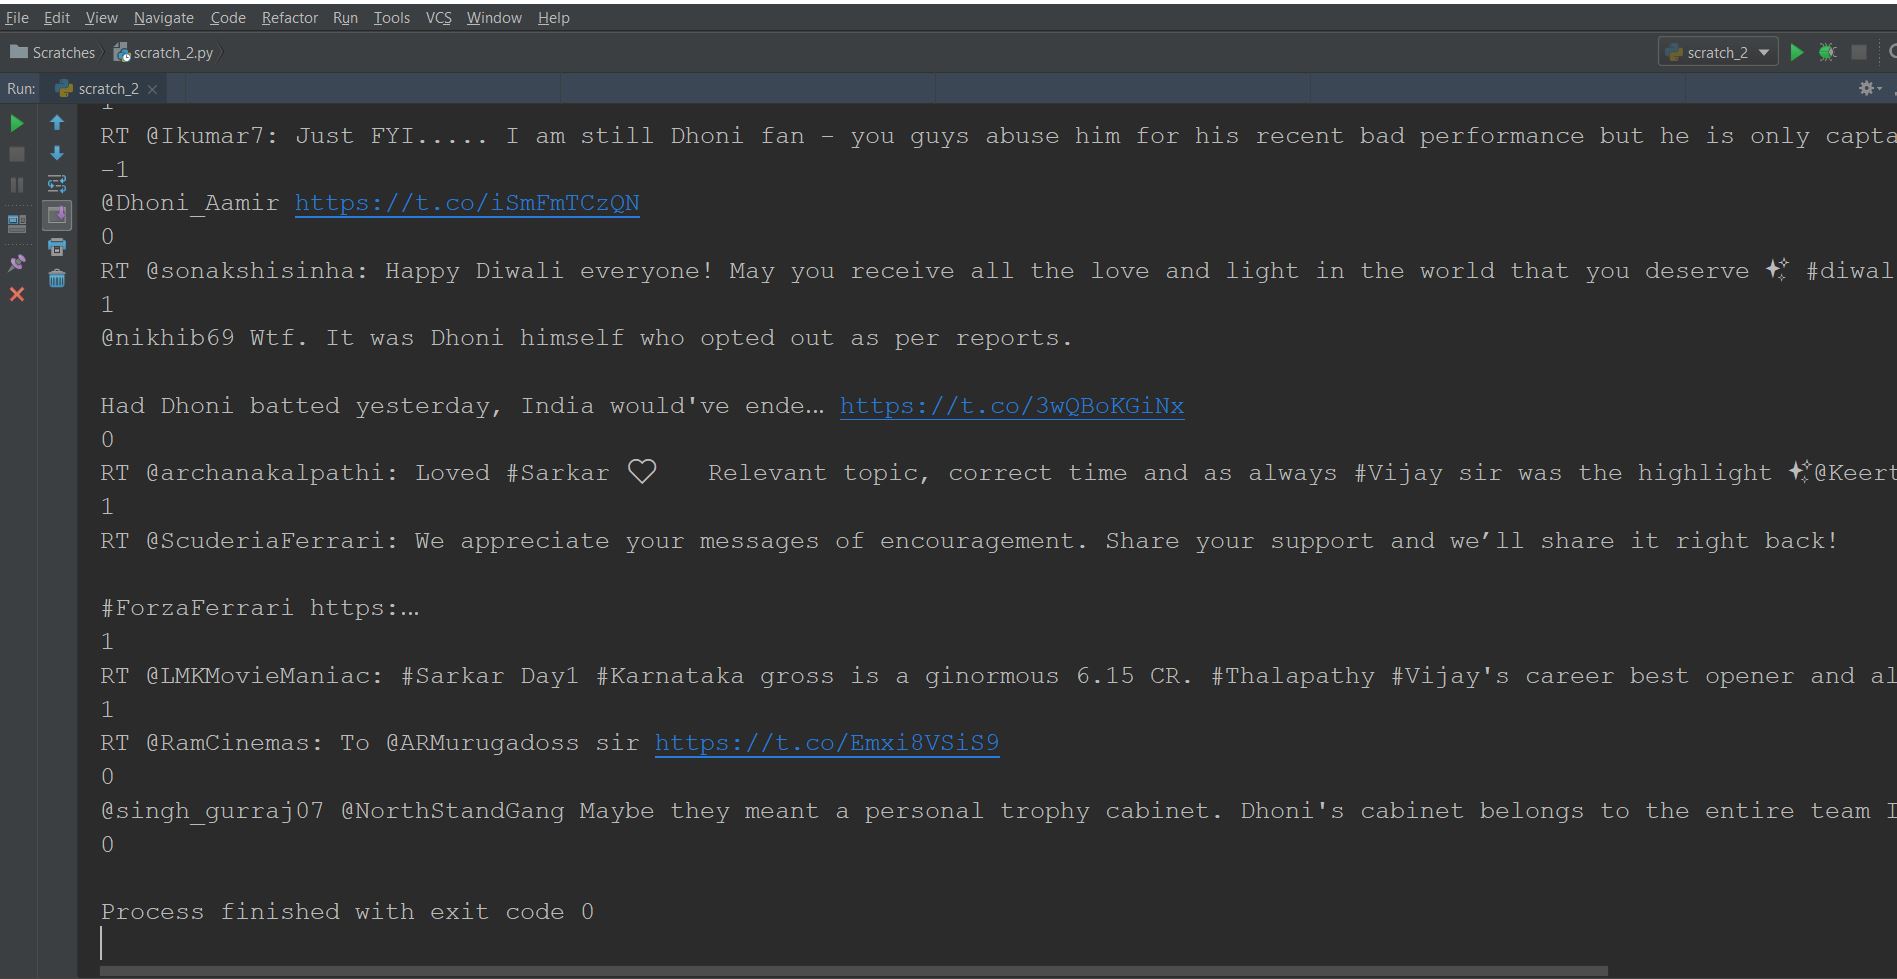 File Edit View Navigate Code Refactor Run Tools VCS Window Help
Scratches scratch_2.py scratch_2
Run: scratch_2
1
RT @Ikumar7: Just FYI..... I am still Dhoni fan - you guys abuse him for his recent bad performance but he is only capta
-1
@Dhoni_Aamir https://t.co/iSmFmTCzQN
0
RT @sonakshisinha: Happy Diwali everyone! May you receive all the love and light in the world that you deserve ✨ #diwal
1
@nikhib69 Wtf. It was Dhoni himself who opted out as per reports.
Had Dhoni batted yesterday, India would've ende… https://t.co/3wQBoKGiNx
0
RT @archanakalpathi: Loved #Sarkar ♡ Relevant topic, correct time and as always #Vijay sir was the highlight ✨@Keert
1
RT @ScuderiaFerrari: We appreciate your messages of encouragement. Share your support and we’ll share it right back!
#ForzaFerrari https:…
1
RT @LMKMovieManiac: #Sarkar Day1 #Karnataka gross is a ginormous 6.15 CR. #Thalapathy #Vijay's career best opener and al
1
RT @RamCinemas: To @ARMurugadoss sir https://t.co/Emxi8VSiS9
0
@singh_gurraj07 @NorthStandGang Maybe they meant a personal trophy cabinet. Dhoni's cabinet belongs to the entire team I
0
Process finished with exit code 0